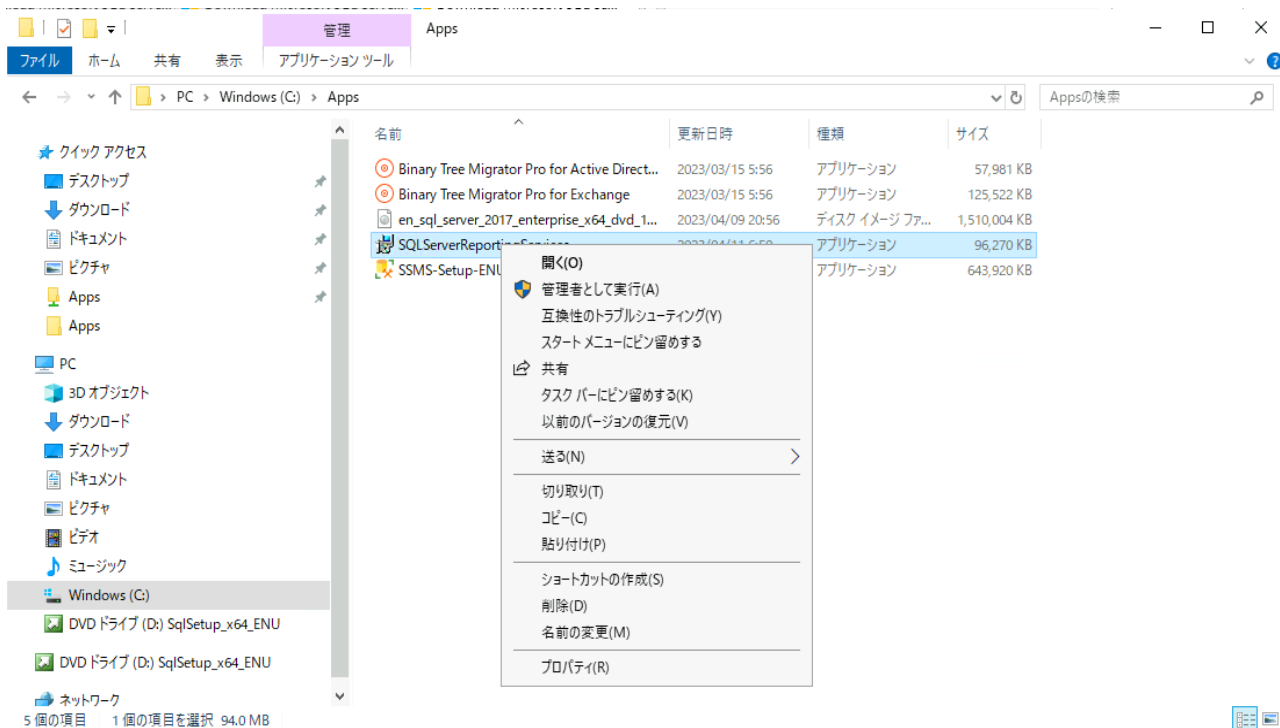 管理
Apps
ファイル
ホーム
共有
表示
アプリケーション ツール
PC > Windows (C:) > Apps
Appsの検索
名前
更新日時
種類
サイズ
クイック アクセス
デスクトップ
ダウンロード
ドキュメント
ピクチャ
Apps
Apps
PC
3D オブジェクト
ダウンロード
デスクトップ
ドキュメント
ピクチャ
ビデオ
ミュージック
Windows (C:)
DVD ドライブ (D:) SqlSetup_x64_ENU
DVD ドライブ (D:) SqlSetup_x64_ENU
ネットワーク
Binary Tree Migrator Pro for Active Direct... 2023/03/15 5:56 アプリケーション 57,981 KB
Binary Tree Migrator Pro for Exchange 2023/03/15 5:56 アプリケーション 125,522 KB
en_sql_server_2017_enterprise_x64_dvd_1... 2023/04/09 20:56 ディスク イメージ ファ... 1,510,004 KB
SQLServerReportingServices アプリケーション 96,270 KB
SSMS-Setup-ENU アプリケーション 643,920 KB
開く(O)
管理者として実行(A)
互換性のトラブルシューティング(Y)
スタート メニューにピン留めする
共有
タスク バーにピン留めする(K)
以前のバージョンの復元(V)
送る(N)
切り取り(T)
コピー(C)
貼り付け(P)
ショートカットの作成(S)
削除(D)
名前の変更(M)
プロパティ(R)
5 個の項目
1 個の項目を選択 94.0 MB